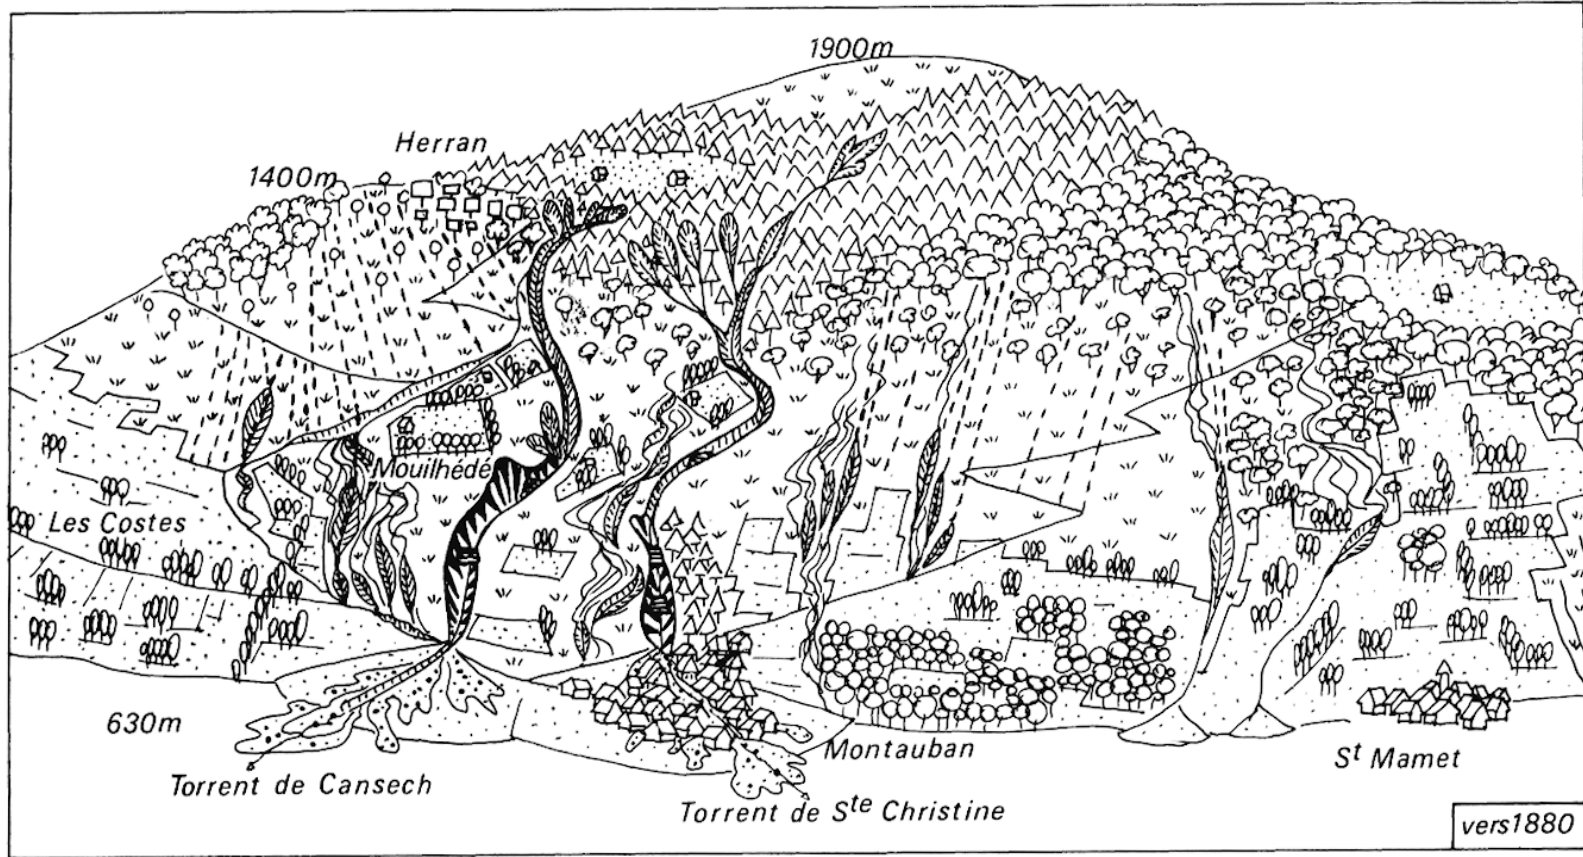 1900m
Herran
1400m
Mouilhédé
Les Costes
630m
Montauban
St Mamet
Torrent de Cansech
Torrent de Ste Christine
vers1880